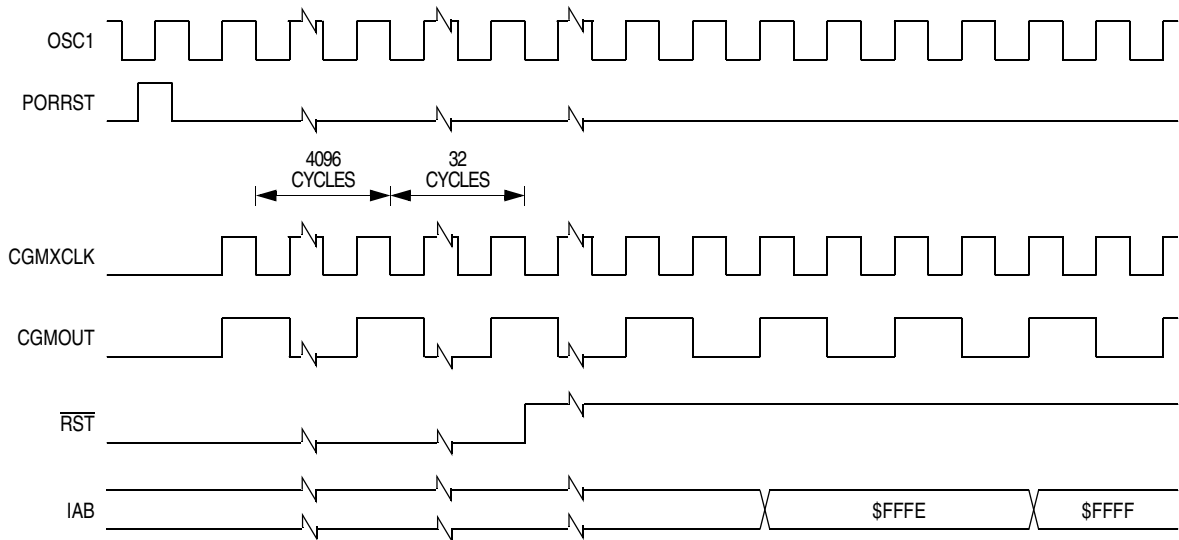 OSC1
PORRST
4096
CYCLES
32
CYCLES
CGMXCLK
CGMOUT
RST
IAB
$FFFE
$FFFF